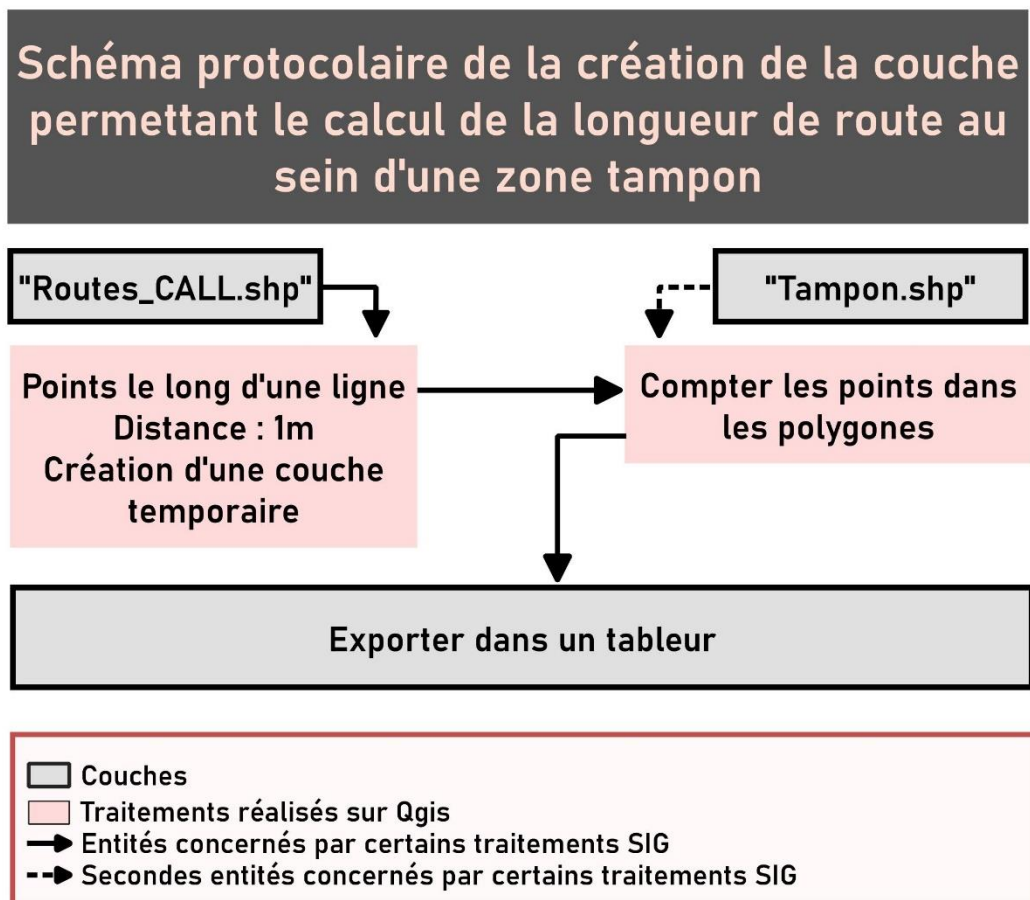 Schéma protocolaire de la création de la couche
permettant le calcul de la longueur de route au
sein d'une zone tampon
"Routes_CALL.shp"
"Tampon.shp"
Points le long d'une ligne
Distance : 1m
Création d'une couche
temporaire
Compter les points dans
les polygones
Exporter dans un tableur
Couches
Traitements réalisés sur Qgis
Entités concernés par certains traitements SIG
Secondes entités concernés par certains traitements SIG